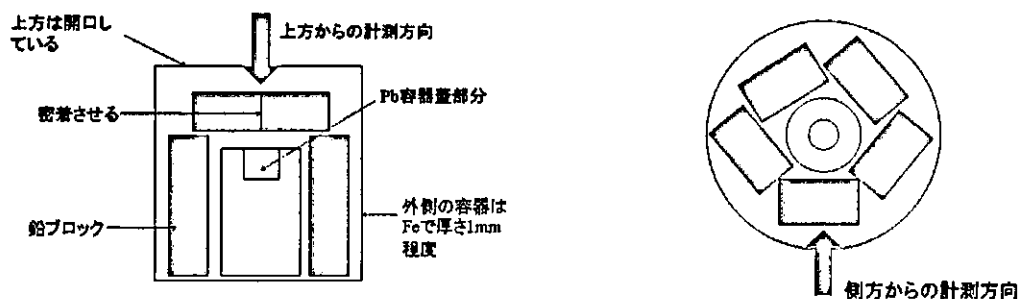 上方は開口し
ている
上方からの計測方向
密着させる
Pb容器蓋部分
鉛ブロック
外側の容器は
Feで厚さ1mm
程度
側方からの計測方向